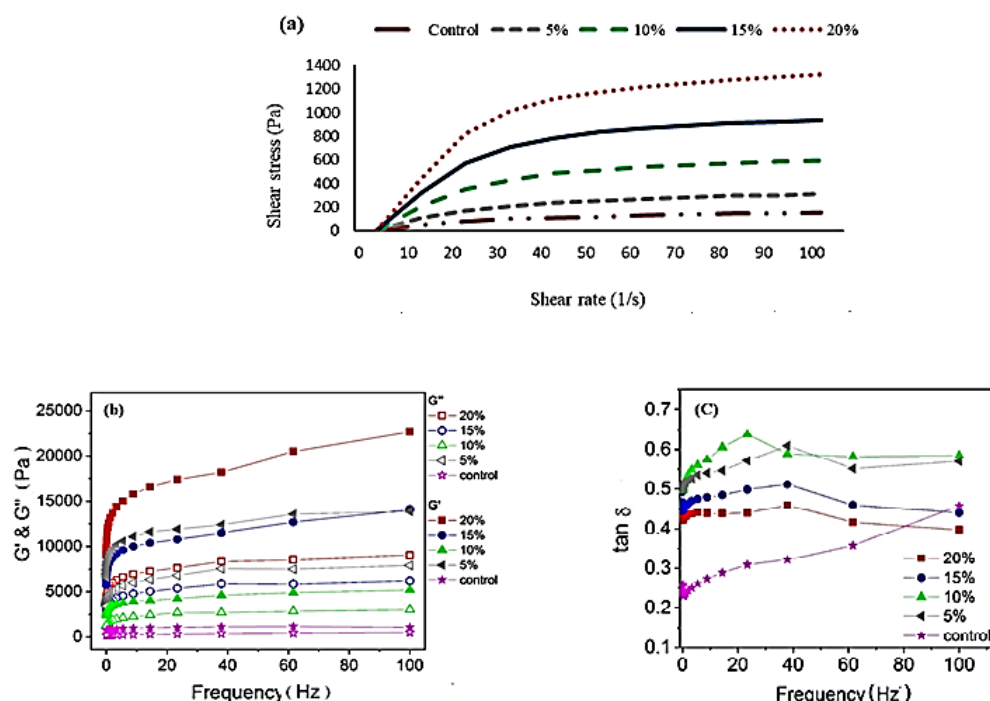 (a)
Control 5% 10% 15% 20%
1400
1200
1000
800
600
400
200
0
Shear stress (Pa)
0 10 20 30 40 50 60 70 80 90 100
Shear rate (1/s)
(b)
25000
20000
15000
10000
5000
0
G' & G" (Pa)
0 20 40 60 80 100
Frequency (Hz)
G"
20%
15%
10%
5%
control
G'
20%
15%
10%
5%
control
(C)
0.7
0.6
0.5
0.4
0.3
0.2
0.1
tan δ
0 20 40 60 80 100
Frequency (Hz)
20%
15%
10%
5%
control